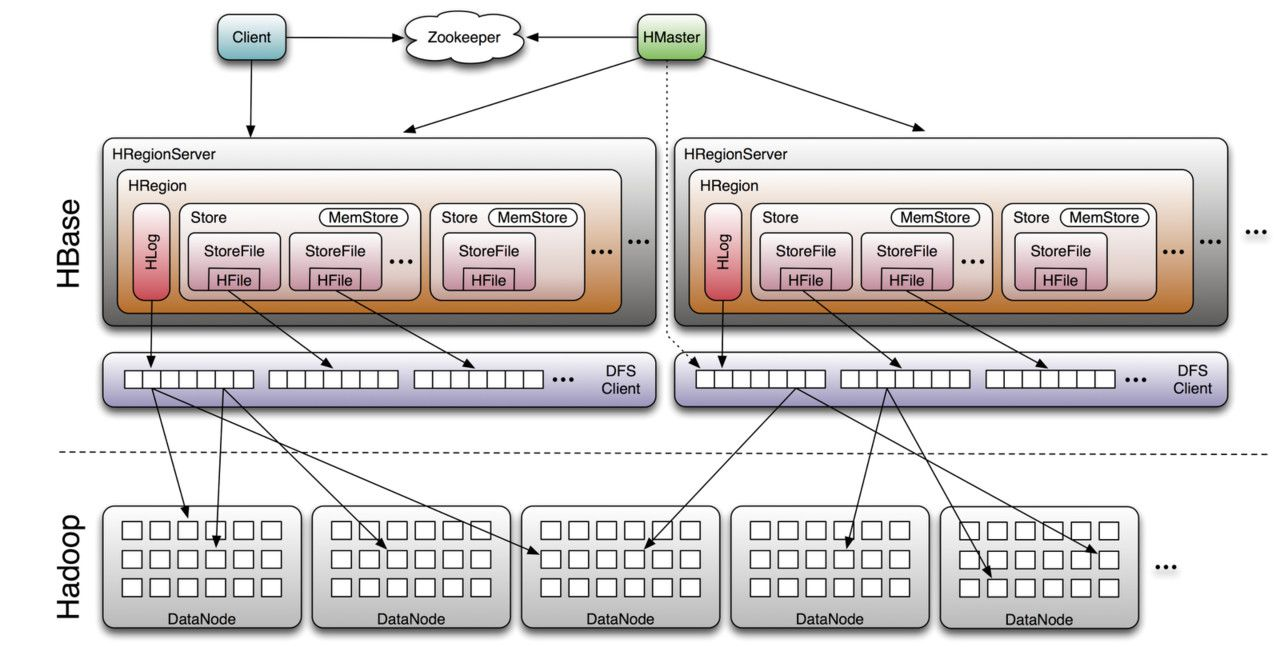 Client
Zookeeper
HMaster
HBase
HRegionServer
HRegion
HLog
Store
MemStore
StoreFile
HFile
StoreFile
HFile
...
Store
MemStore
StoreFile
HFile
...
...
HRegionServer
HRegion
HLog
Store
MemStore
StoreFile
HFile
StoreFile
HFile
...
Store
MemStore
StoreFile
HFile
...
...
...
...
DFS
Client
...
DFS
Client
Hadoop
DataNode
DataNode
DataNode
DataNode
DataNode
...